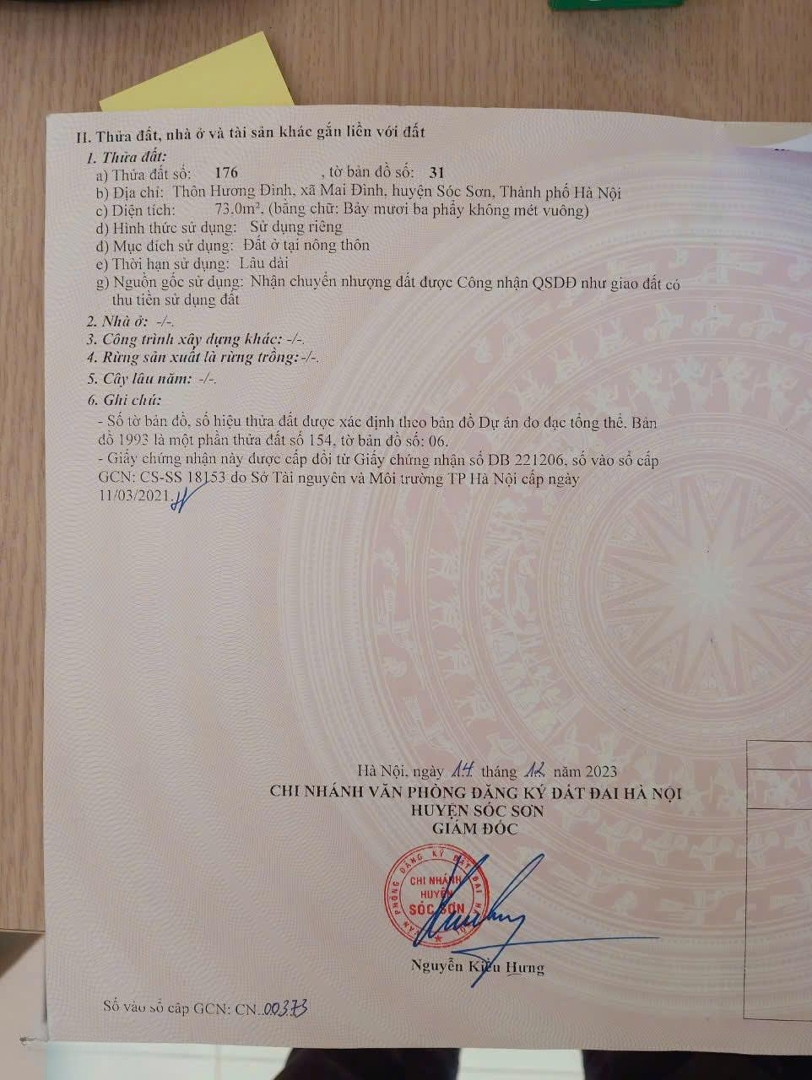 II. Thửa đất, nhà ở và tài sản khác gắn liền với đất
1. Thửa đất:
a) Thửa đất số: 176 , tờ bản đồ số: 31
b) Địa chỉ: Thôn Hương Đình, xã Mai Đình, huyện Sóc Sơn, Thành phố Hà Nội
c) Diện tích: 73.0m², (bằng chữ: Bảy mươi ba phẩy không mét vuông)
d) Hình thức sử dụng: Sử dụng riêng
đ) Mục đích sử dụng: Đất ở tại nông thôn
e) Thời hạn sử dụng: Lâu dài
g) Nguồn gốc sử dụng: Nhận chuyển nhượng đất được Công nhận QSDĐ như giao đất có
thu tiền sử dụng đất
2. Nhà ở: -/-.
3. Công trình xây dựng khác: -/-.
4. Rừng sản xuất là rừng trồng: -/-.
5. Cây lâu năm: -/-.
6. Ghi chú:
- Số tờ bản đồ, số hiệu thửa đất được xác định theo bản đồ Dự án đo đạc tổng thể. Bản
đồ 1993 là một phần thửa đất số 154, tờ bản đồ số: 06.
- Giấy chứng nhận này được cấp đổi từ Giấy chứng nhận số DB 221206, số vào sổ cấp
GCN: CS-SS 18153 do Sở Tài nguyên và Môi trường TP Hà Nội cấp ngày
11/03/2021.
Hà Nội, ngày 14 tháng 12 năm 2023
CHI NHÁNH VĂN PHÒNG ĐĂNG KÝ ĐẤT ĐAI HÀ NỘI
HUYỆN SÓC SƠN
GIÁM ĐỐC
VĂN PHÒNG ĐĂNG KÝ ĐẤT ĐAI HÀ NỘI
CHI NHÁNH
HUYỆN
SÓC SƠN
Nguyễn Kiều Hưng
Số vào sổ cấp GCN: CN..00373